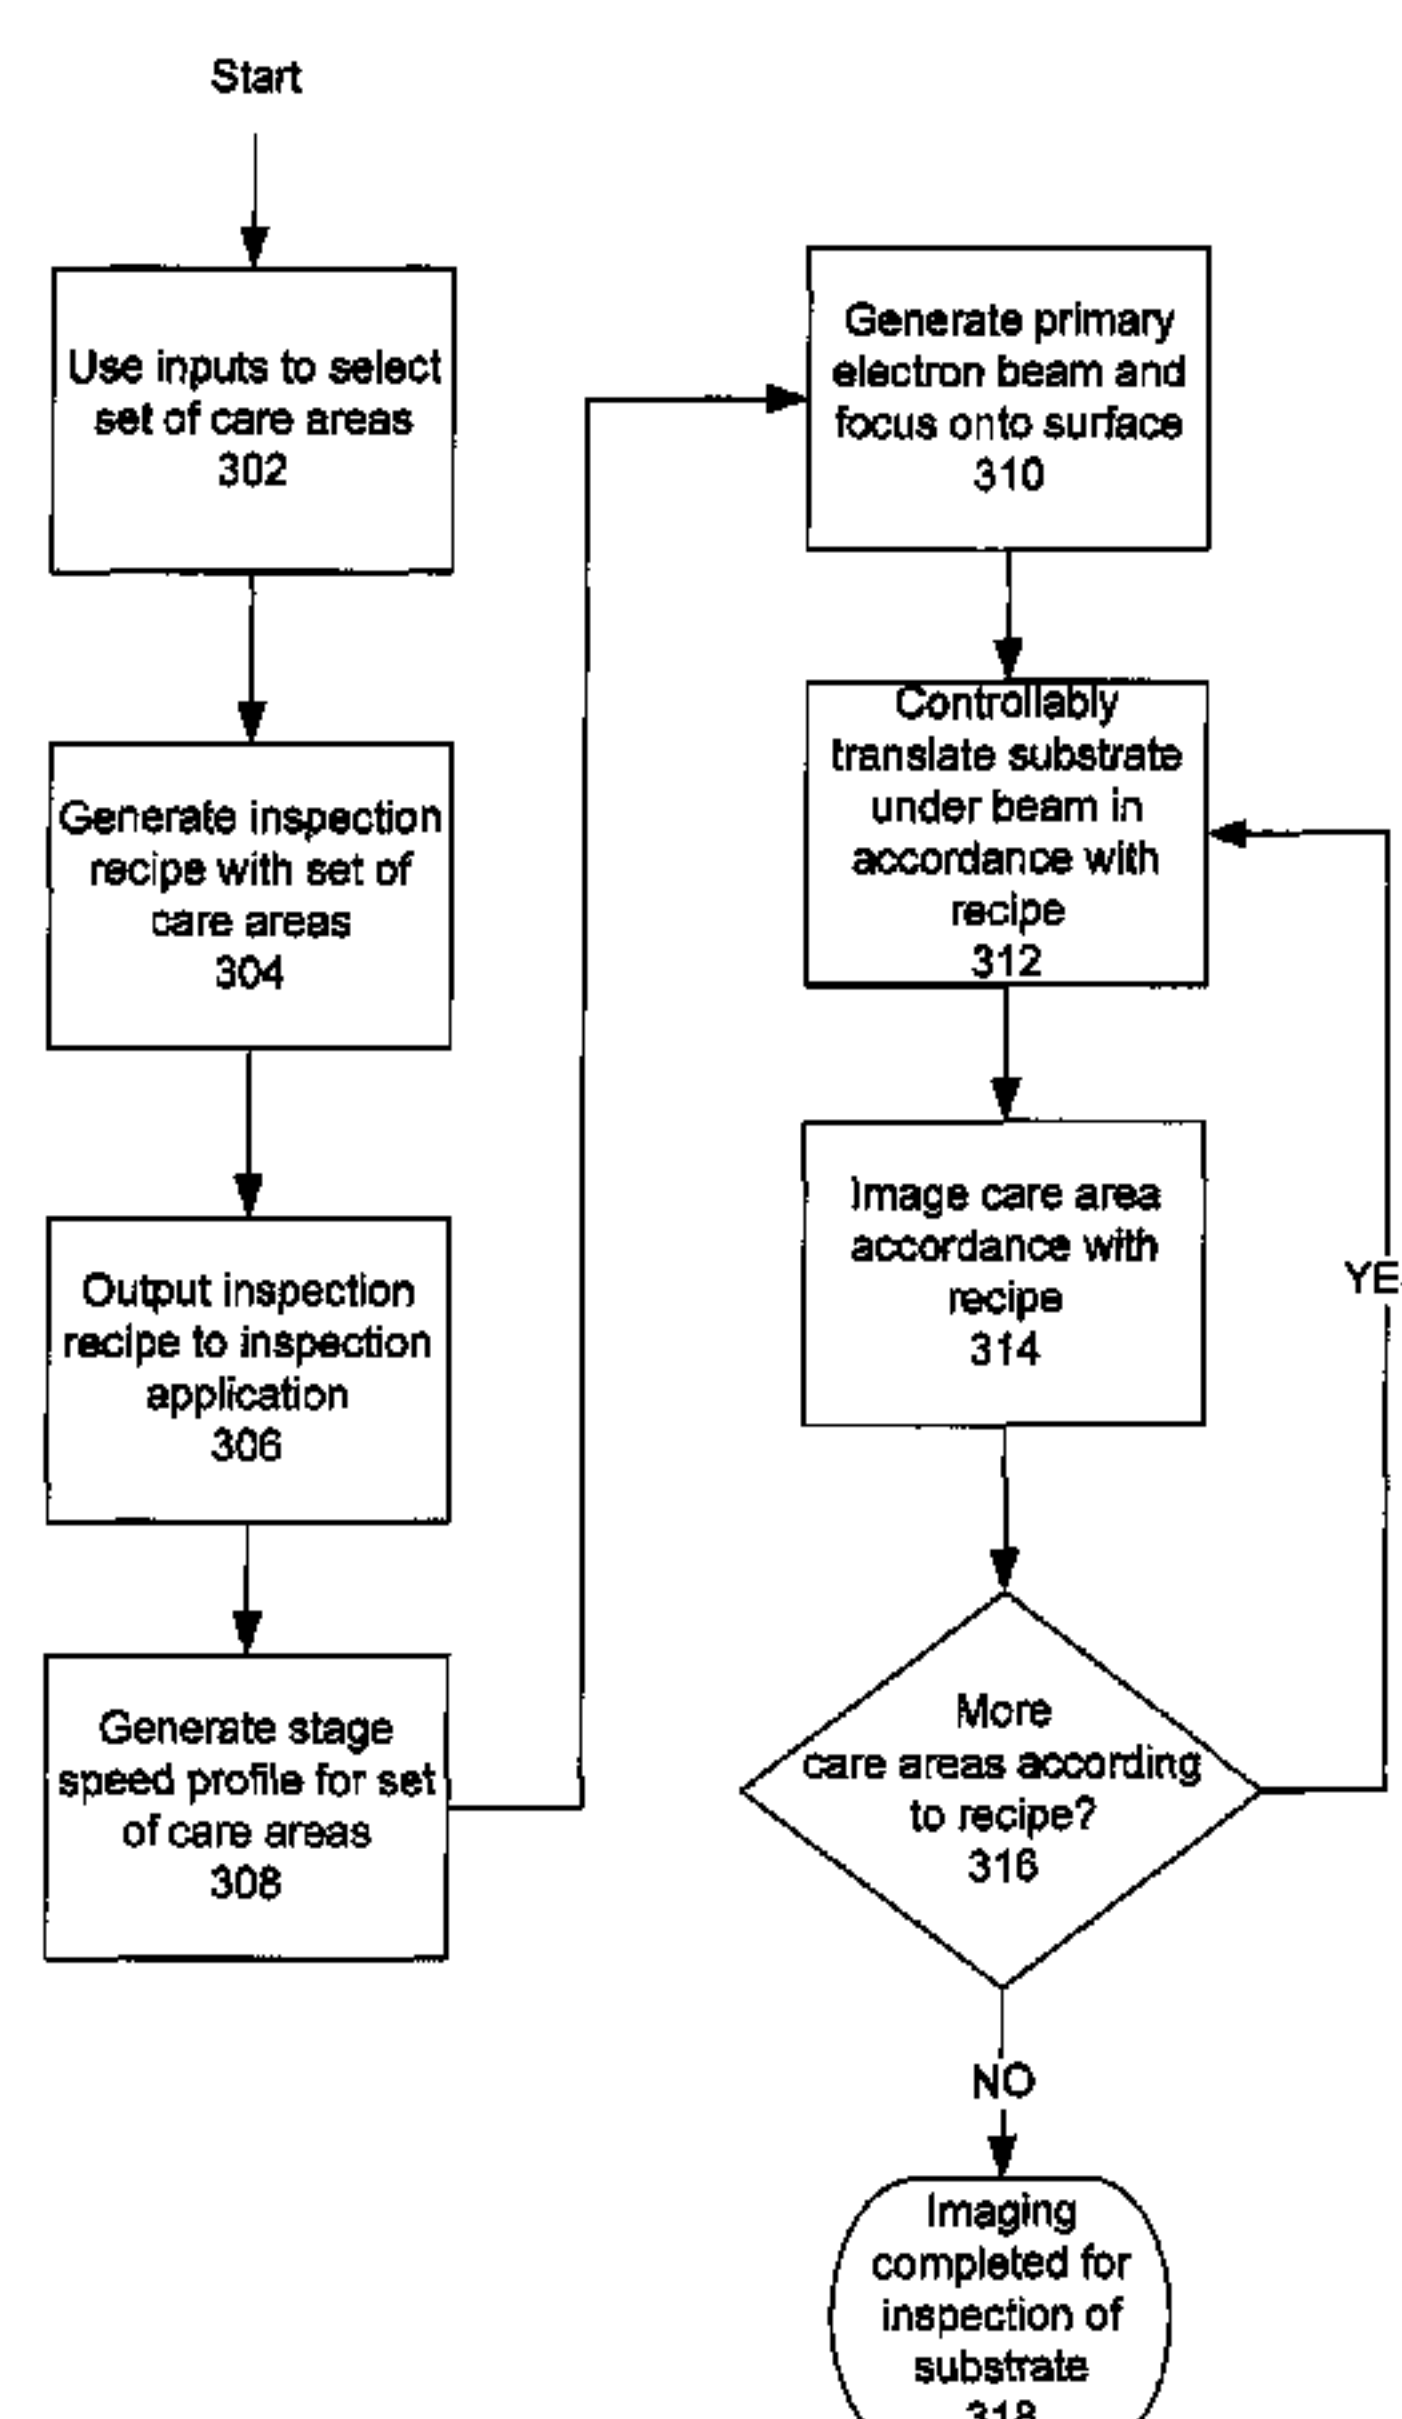 Start
Use inputs to select
set of care areas
302
Generate inspection
recipe with set of
care areas
304
Output inspection
recipe to inspection
application
306
Generate stage
speed profile for set
of care areas
308
Generate primary
electron beam and
focus onto surface
310
Controllably
translate substrate
under beam in
accordance with
recipe
312
Image care area
accordance with
recipe
314
More
care areas according
to recipe?
316
NO
Imaging
completed for
inspection of
substrate
318